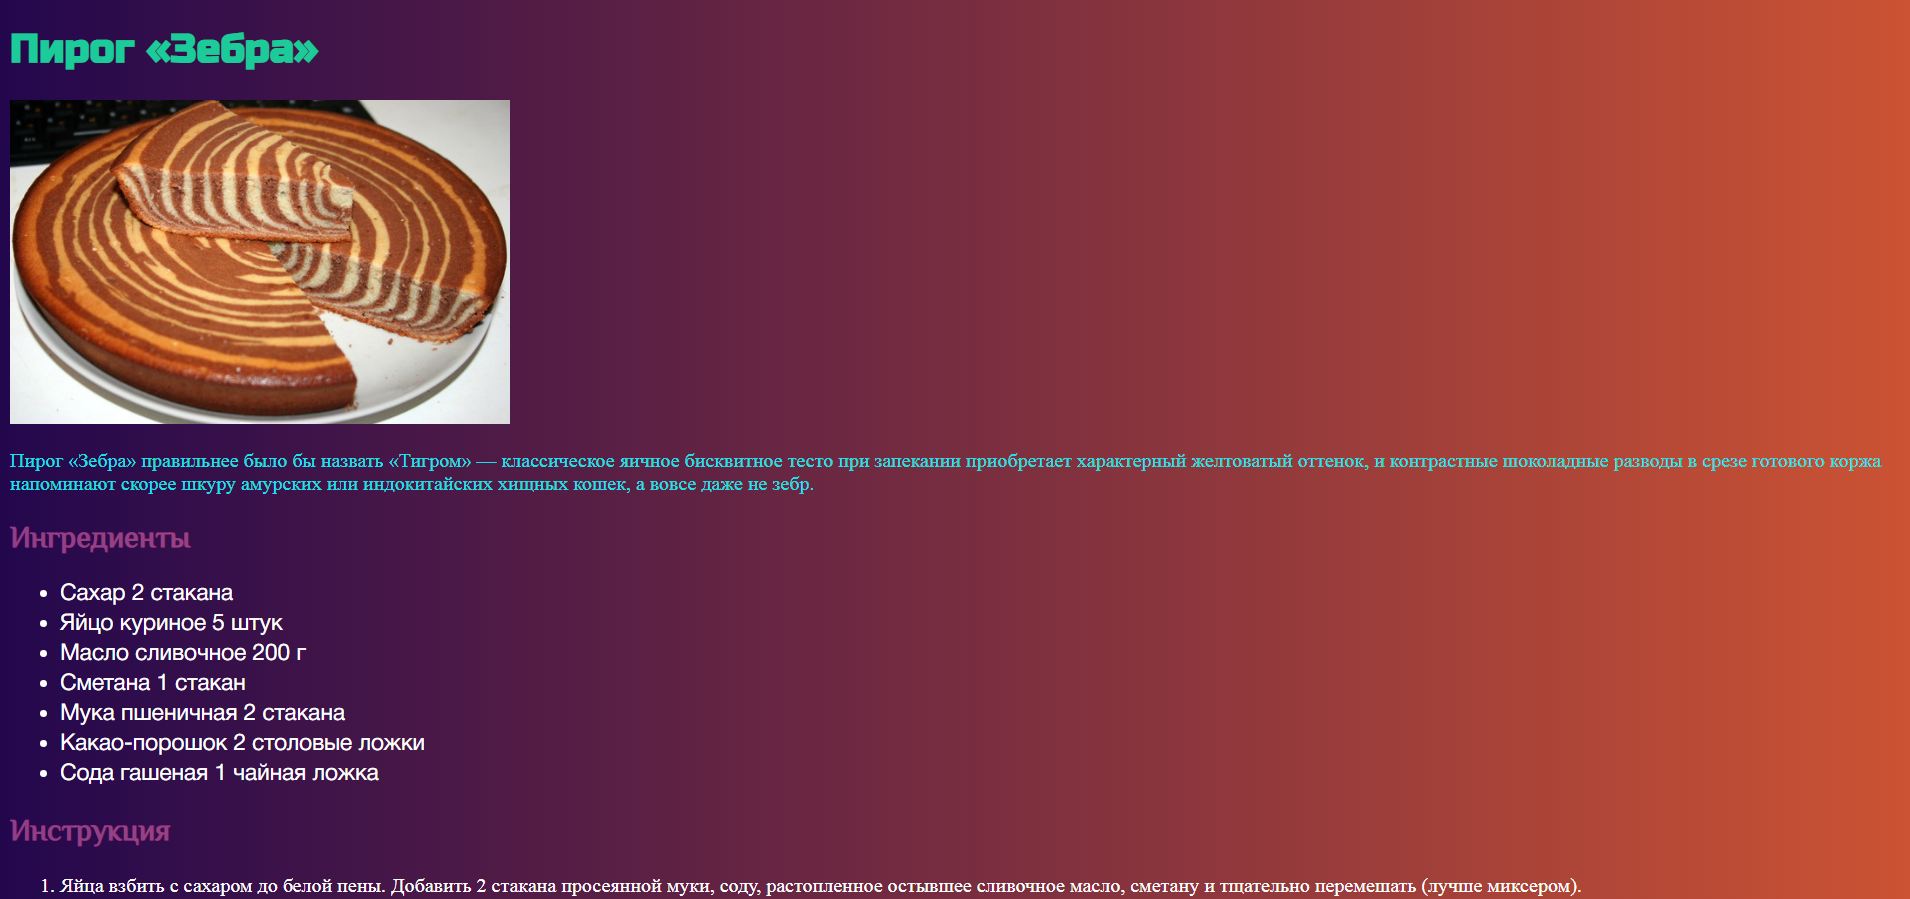 Пирог «Зебра»
Пирог «Зебра» правильнее было бы назвать «Тигром» — классическое яичное бисквитное тесто при запекании приобретает характерный желтоватый оттенок, и контрастные шоколадные разводы в срезе готового коржа
напоминают скорее шкуру амурских или индокитайских хищных кошек, а вовсе даже не зебр.
Ингредиенты
• Сахар 2 стакана
• Яйцо куриное 5 штук
• Масло сливочное 200 г
• Сметана 1 стакан
• Мука пшеничная 2 стакана
• Какао-порошок 2 столовые ложки
• Сода гашеная 1 чайная ложка
Инструкция
1. Яйца взбить с сахаром до белой пены. Добавить 2 стакана просеянной муки, соду, растопленное остывшее сливочное масло, сметану и тщательно перемешать (лучше миксером).